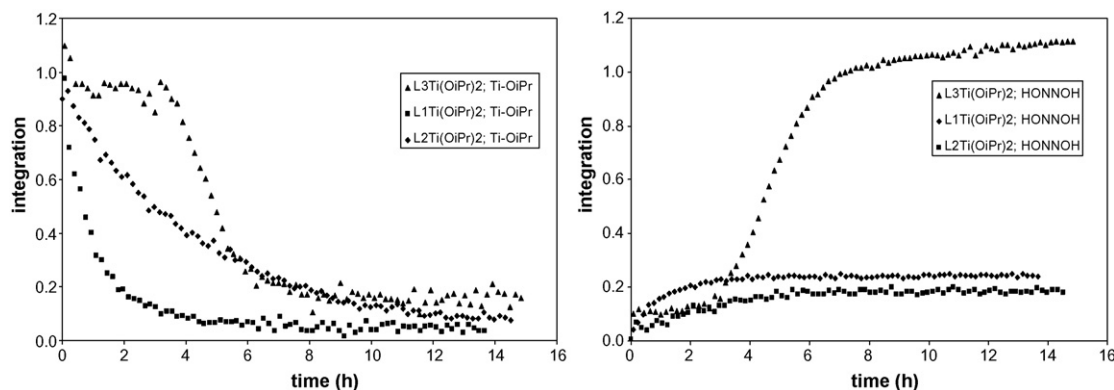 1.2
1.0
0.8
0.6
0.4
0.2
0.0
integration
0 2 4 6 8 10 12 14 16
time (h)
L3Ti(OiPr)2; Ti-OiPr
L1Ti(OiPr)2; Ti-OiPr
L2Ti(OiPr)2; Ti-OiPr
1.2
1.0
0.8
0.6
0.4
0.2
0.0
integration
0 2 4 6 8 10 12 14 16
time (h)
L3Ti(OiPr)2; HONNOH
L1Ti(OiPr)2; HONNOH
L2Ti(OiPr)2; HONNOH